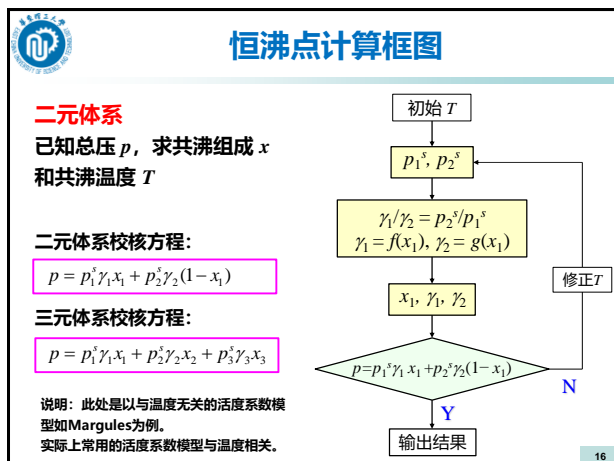 恒沸点计算框图
二元体系
已知总压 p，求共沸组成 x
和共沸温度 T
二元体系校核方程：
p = p₁ˢγ₁x₁ + p₂ˢγ₂(1−x₁)
三元体系校核方程：
p = p₁ˢγ₁x₁ + p₂ˢγ₂x₂ + p₃ˢγ₃x₃
说明：此处是以与温度无关的活度系数模
型如Margules为例。
实际上常用的活度系数模型与温度相关。
初始 T
p₁ˢ, p₂ˢ
γ₁/γ₂ = p₂ˢ/p₁ˢ
γ₁ = f(x₁), γ₂ = g(x₁)
修正T
x₁, γ₁, γ₂
p=p₁ˢγ₁ x₁+p₂ˢγ₂(1− x₁)
N
Y
输出结果
16